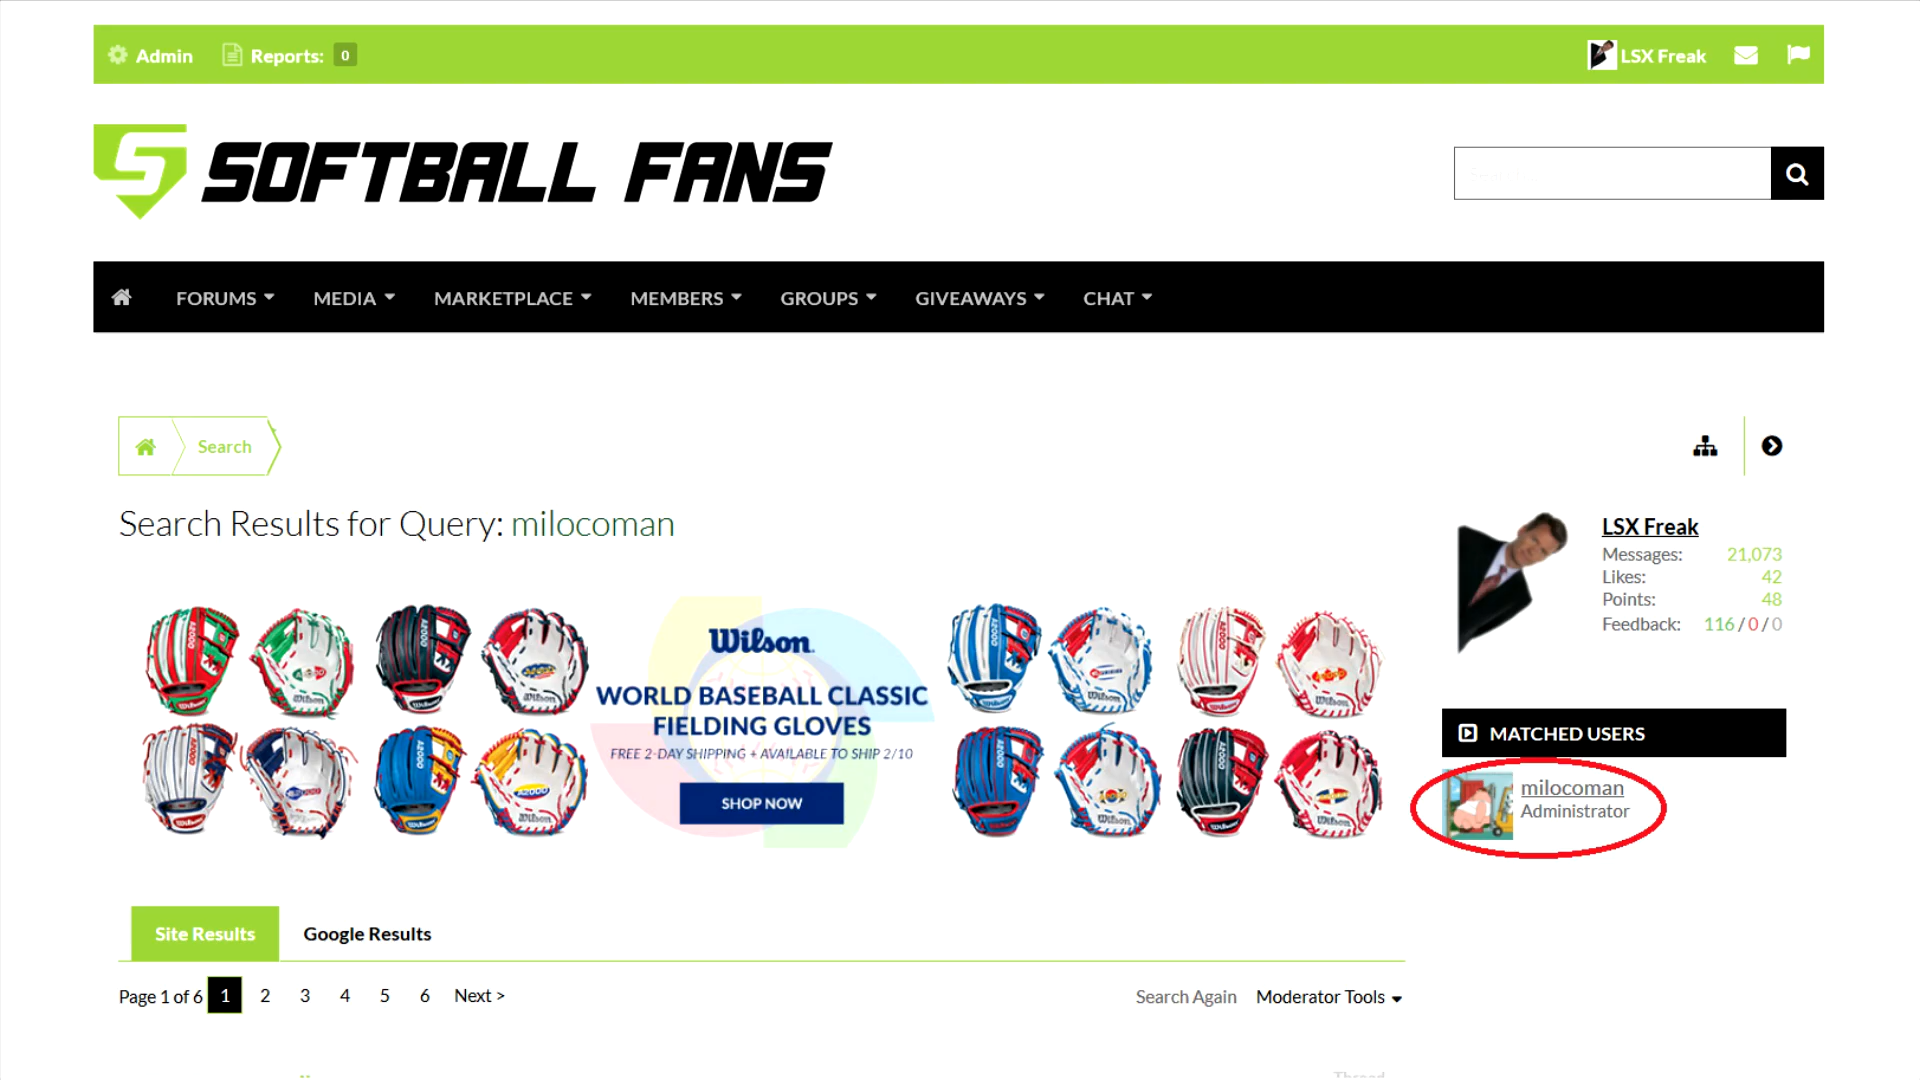 Admin
Reports: 0
LSX Freak
SOFTBALL FANS
FORUMS
MEDIA
MARKETPLACE
MEMBERS
GROUPS
GIVEAWAYS
CHAT
Search
Search Results for Query: milocoman
Wilson
WORLD BASEBALL CLASSIC
FIELDING GLOVES
FREE 2-DAY SHIPPING + AVAILABLE TO SHIP 2/10
SHOP NOW
LSX Freak
Messages: 21,073
Likes: 42
Points: 48
Feedback: 116 / 0 / 0
MATCHED USERS
milocoman
Administrator
Site Results
Google Results
Page 1 of 6 1 2 3 4 5 6 Next >
Search Again
Moderator Tools